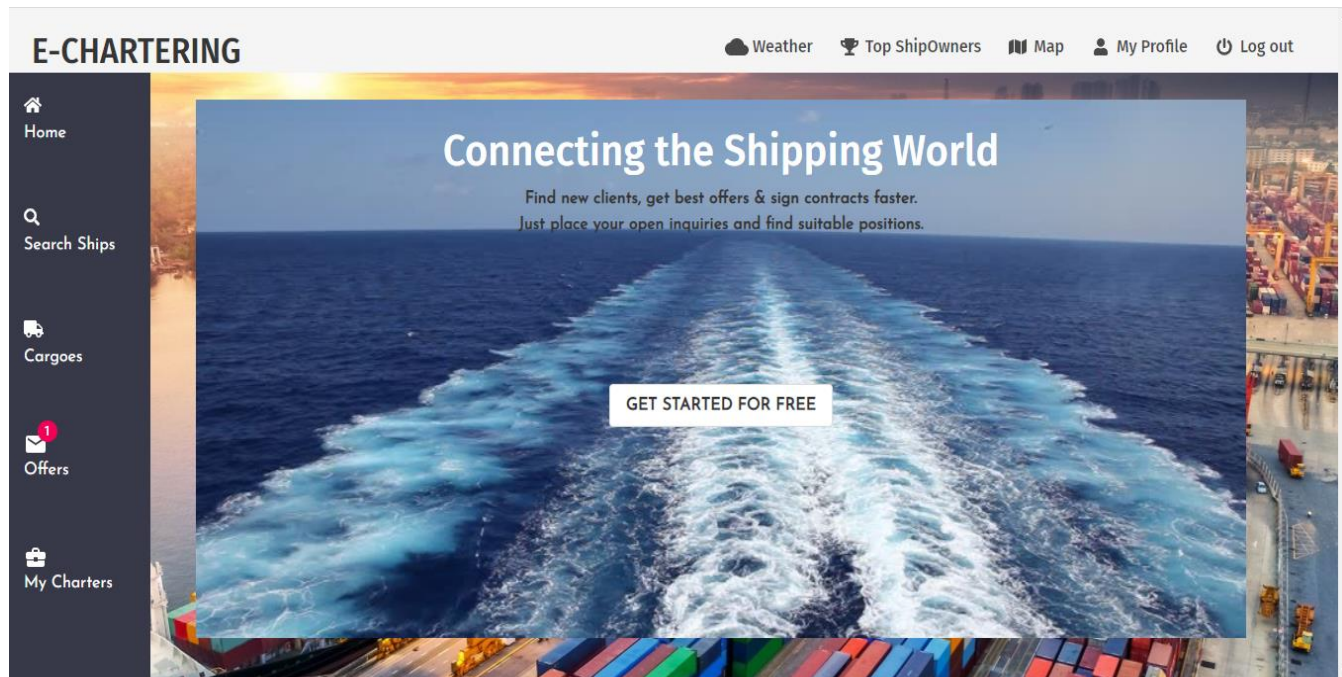 E-CHARTERING
Weather
Top ShipOwners
Map
My Profile
Log out
Home
Search Ships
Cargoes
1
Offers
My Charters
Connecting the Shipping World
Find new clients, get best offers & sign contracts faster.
Just place your open inquiries and find suitable positions.
GET STARTED FOR FREE